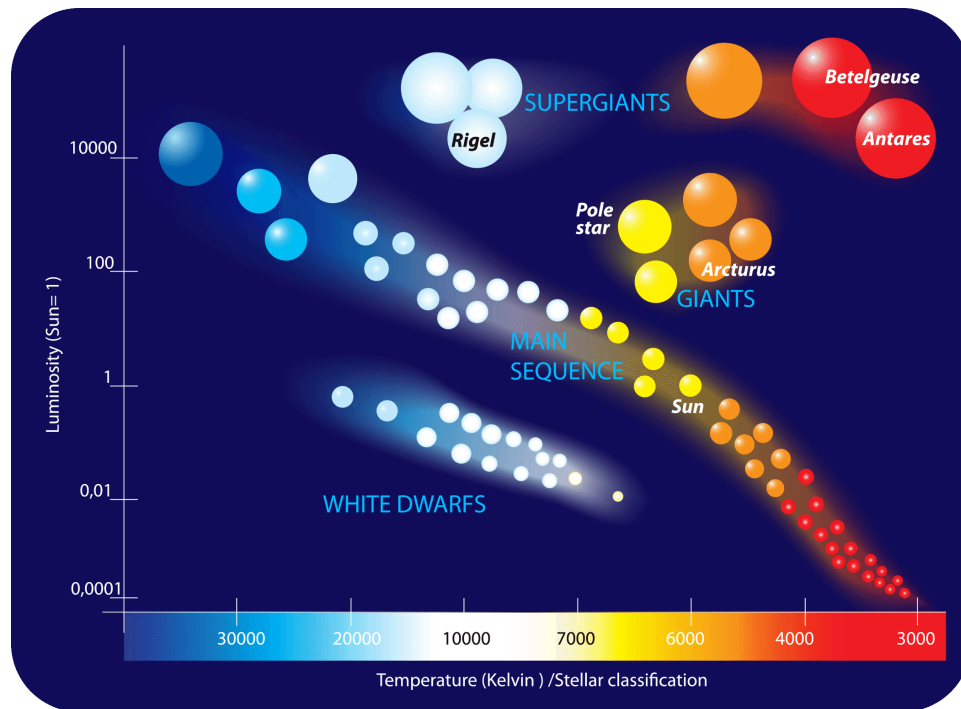 Betelgeuse
SUPERGIANTS
Rigel
Antares
10000
Pole
star
Arcturus
100
GIANTS
MAIN
SEQUENCE
1
Sun
WHITE DWARFS
0,01
0,0001
Luminosity (Sun= 1)
30000 20000 10000 7000 6000 4000 3000
Temperature (Kelvin ) /Stellar classification